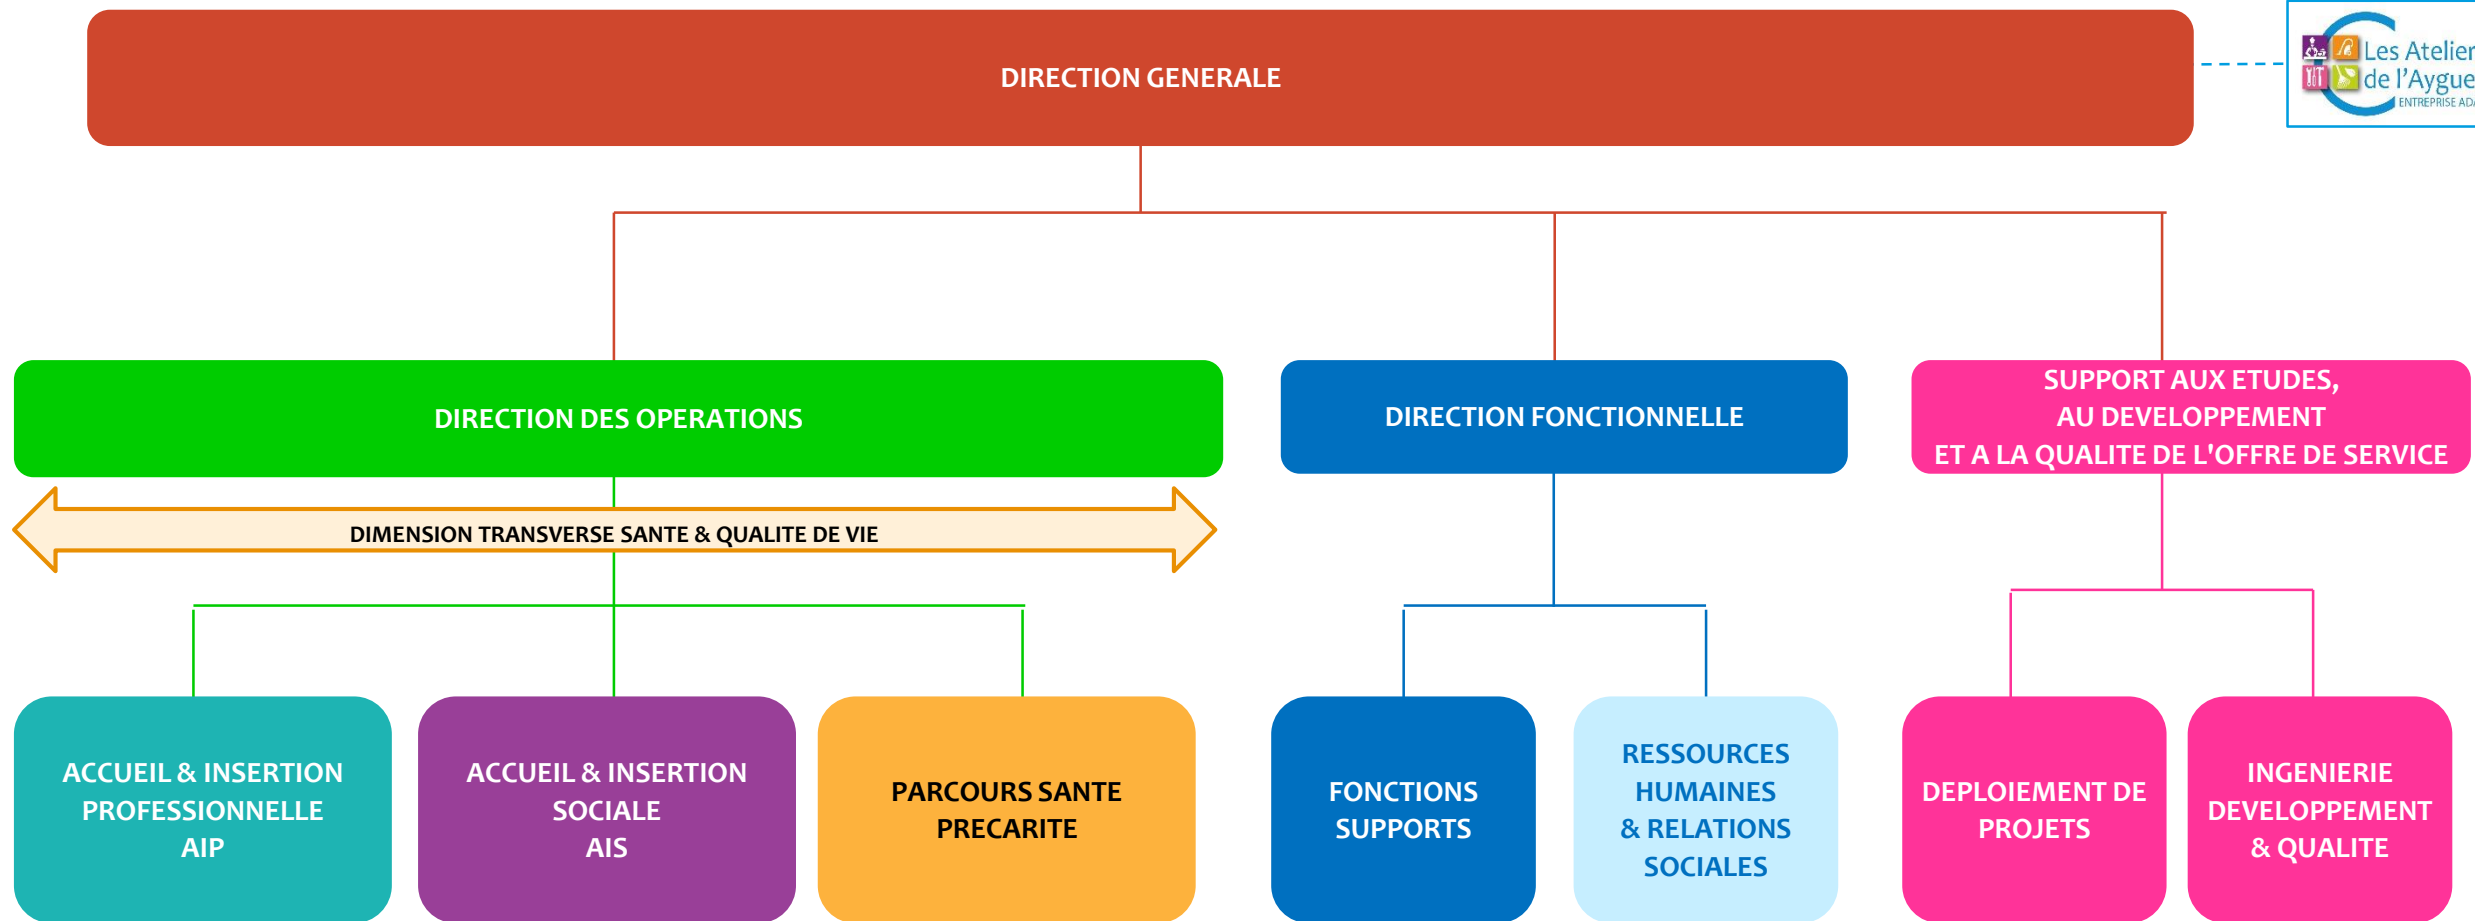 DIRECTION GENERALE
Les Atelier
de l'Aygue
ENTREPRISE ADA
DIRECTION DES OPERATIONS
DIRECTION FONCTIONNELLE
SUPPORT AUX ETUDES,
AU DEVELOPPEMENT
ET A LA QUALITE DE L'OFFRE DE SERVICE
DIMENSION TRANSVERSE SANTE & QUALITE DE VIE
ACCUEIL & INSERTION
PROFESSIONNELLE
AIP
ACCUEIL & INSERTION
SOCIALE
AIS
PARCOURS SANTE
PRECARITE
FONCTIONS
SUPPORTS
RESSOURCES
HUMAINES
& RELATIONS
SOCIALES
DEPLOIEMENT DE
PROJETS
INGENIERIE
DEVELOPPEMENT
& QUALITE